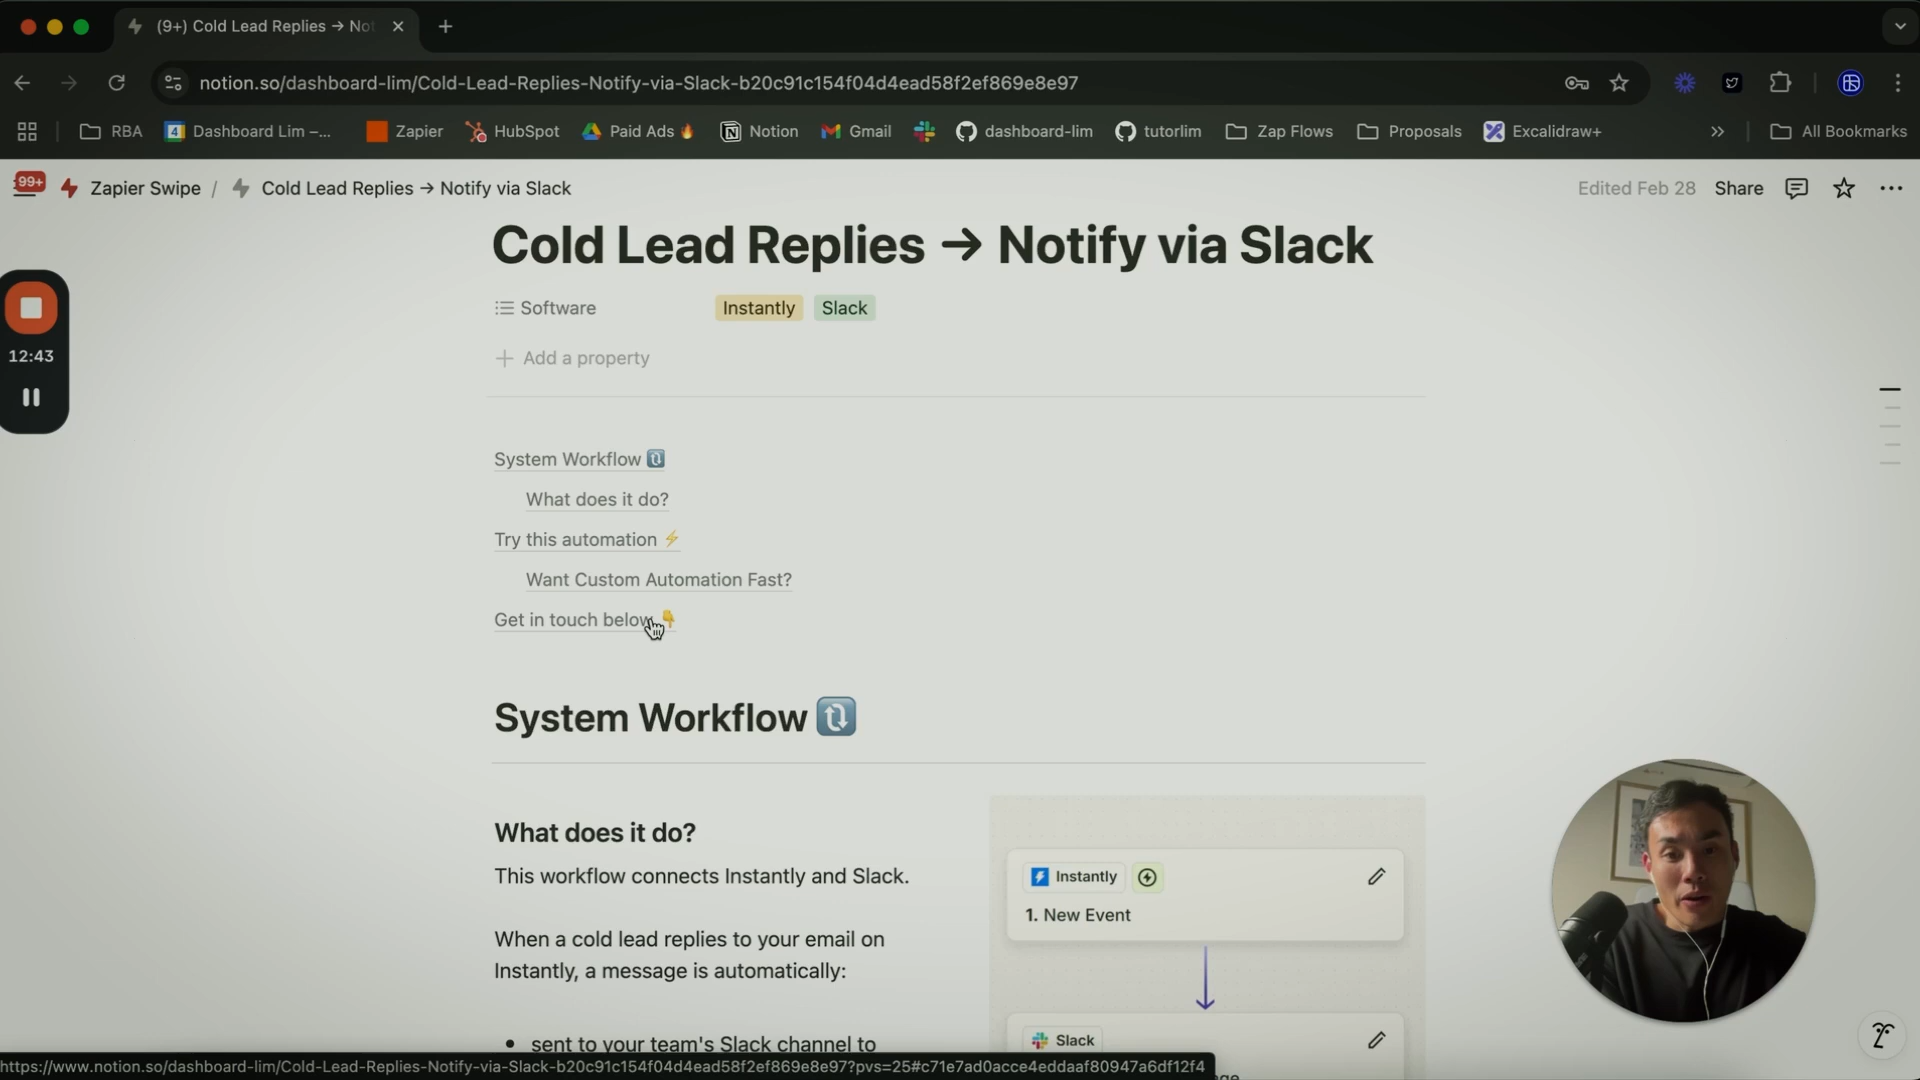 (9+) Cold Lead Replies → No
notion.so/dashboard-lim/Cold-Lead-Replies-Notify-via-Slack-b20c91c154f04d4ead58f2ef869e8e97
RBA
4 Dashboard Lim –...
Zapier
HubSpot
Paid Ads 🔥
Notion
Gmail
dashboard-lim
tutorlim
Zap Flows
Proposals
Excalidraw+
All Bookmarks
99+
Zapier Swipe / Cold Lead Replies → Notify via Slack
Edited Feb 28 Share
Cold Lead Replies → Notify via Slack
Software Instantly Slack
+ Add a property
12:43
System Workflow 🔃
What does it do?
Try this automation ⚡
Want Custom Automation Fast?
Get in touch below 👇
System Workflow 🔃
What does it do?
This workflow connects Instantly and Slack.
When a cold lead replies to your email on
Instantly, a message is automatically:
• sent to your team's Slack channel to
Instantly
1. New Event
Slack
https://www.notion.so/dashboard-lim/Cold-Lead-Replies-Notify-via-Slack-b20c91c154f04d4ead58f2ef869e8e97?pvs=25#c71e7ad0acce4eddaaf80947a6df12f4